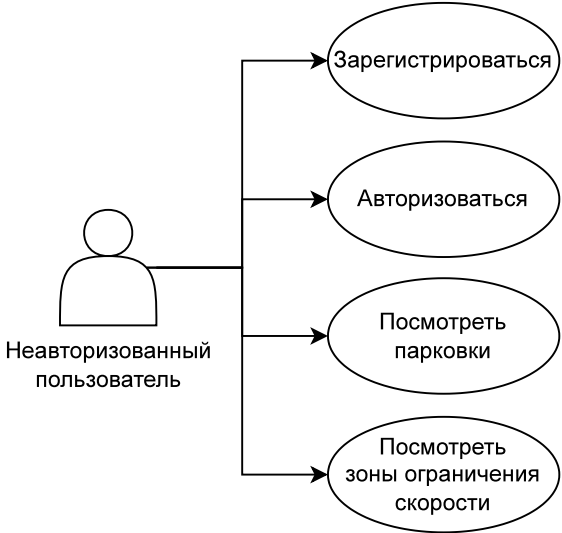 Зарегистрироваться
Авторизоваться
Посмотреть
парковки
Неавторизованный
пользователь
Посмотреть
зоны ограничения
скорости